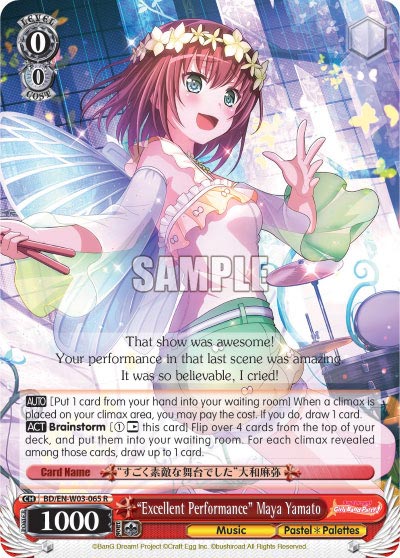 LEVEL
0
0
COST
SAMPLE
That show was awesome!
Your performance in that last scene was amazing.
It was so believable, I cried!
AUTO [Put 1 card from your hand into your waiting room] When a climax is
placed on your climax area, you may pay the cost. If you do, draw 1 card.
ACT Brainstorm [① this card] Flip over 4 cards from the top of your
deck, and put them into your waiting room. For each climax revealed
among those cards, draw up to 1 card.
Card Name "すごく素敵な舞台でした"大和麻弥
CH BD/EN-W03-065 R
POWER 1000 "Excellent Performance" Maya Yamato
Music Pastel＊Palettes
©BanG Dream! Project ©Craft Egg Inc. ©bushiroad All Rights Reserved.